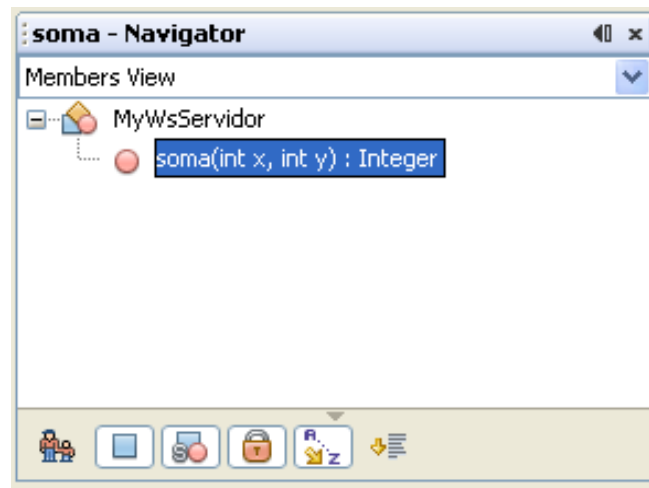 soma - Navigator
Members View
MyWsServidor
soma(int x, int y) : Integer